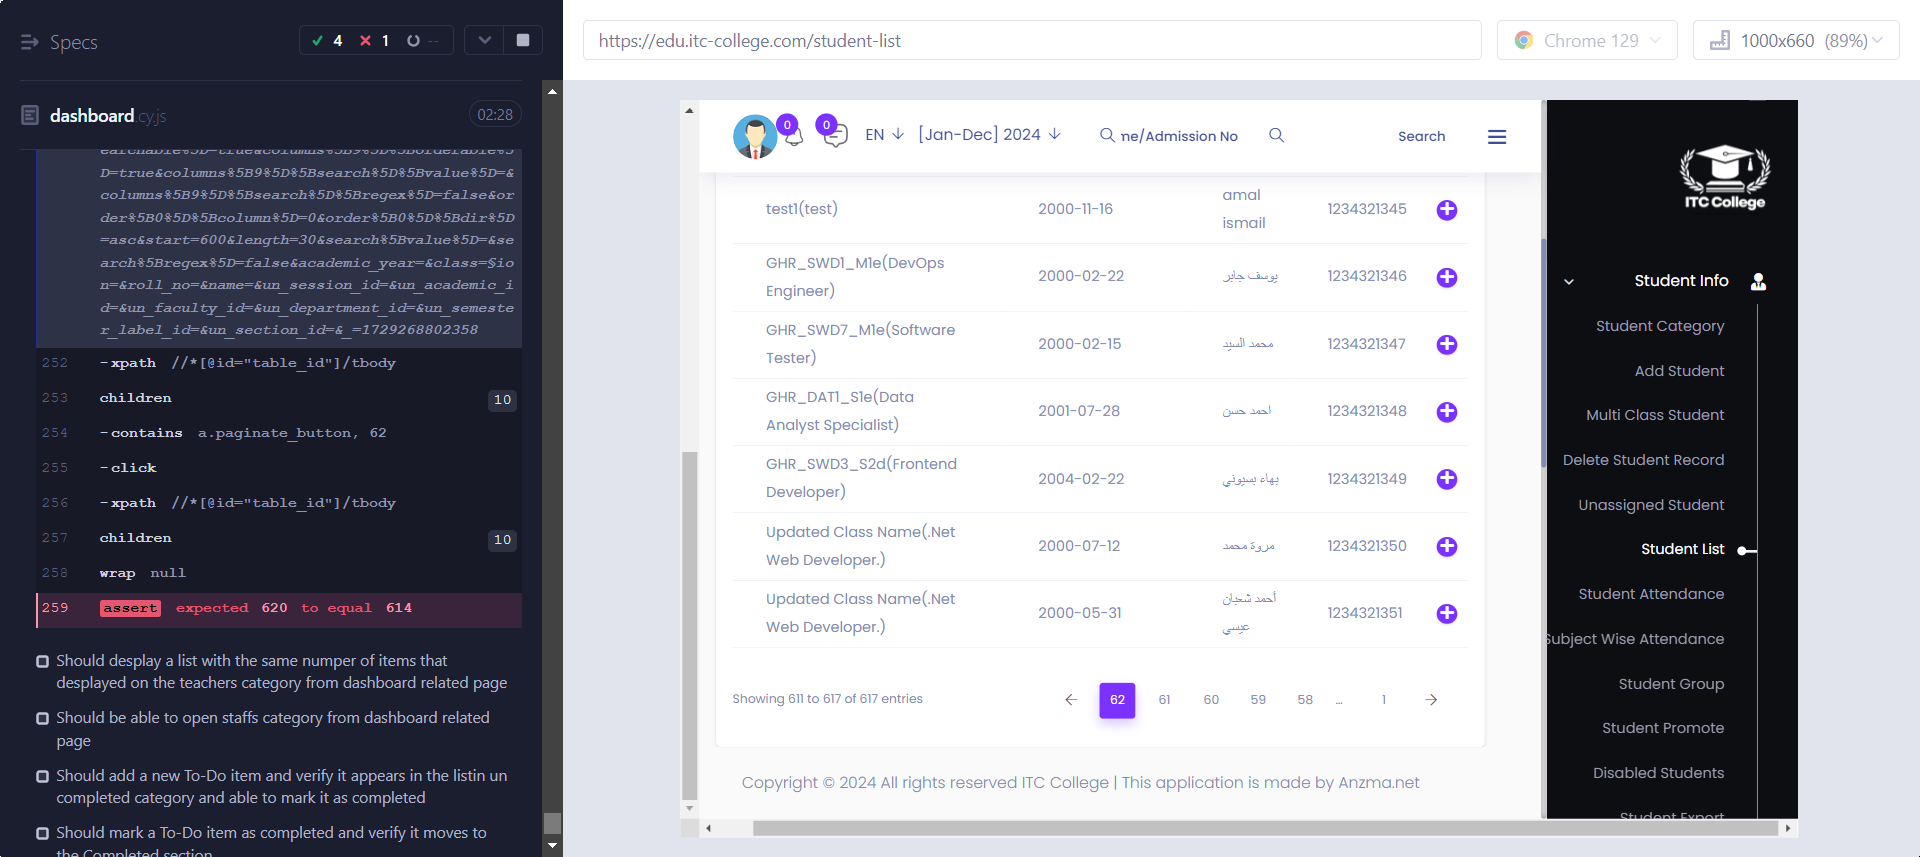 Specs
4
1
--
dashboard.cy.js
02:28
earchable%5D=true&columns%5B9%5D%5Borderable%5
D=true&columns%5B9%5D%5Bsearch%5D%5Bvalue%5D=&
columns%5B9%5D%5Bsearch%5D%5Bregex%5D=false&or
der%5B0%5D%5Bcolumn%5D=0&order%5B0%5D%5Bdir%5D
=asc&start=600&length=30&search%5Bvalue%5D=&se
arch%5Bregex%5D=false&academic_year=&class=§io
n=&roll_no=&name=&un_session_id=&un_academic_i
d=&un_faculty_id=&un_department_id=&un_semeste
r_label_id=&un_section_id=&_=1729268802358
252 -xpath //*[@id="table_id"]/tbody
253 children 10
254 -contains a.paginate_button, 62
255 -click
256 -xpath //*[@id="table_id"]/tbody
257 children 10
258 wrap null
259 assert expected 620 to equal 614
Should desplay a list with the same numper of items that
desplayed on the teachers category from dashboard related page
Should be able to open staffs category from dashboard related
page
Should add a new To-Do item and verify it appears in the listin un
completed category and able to mark it as completed
Should mark a To-Do item as completed and verify it moves to
the Completed section
https://edu.itc-college.com/student-list
Chrome 129
1000x660 (89%)
0
0
EN
[Jan-Dec] 2024
ne/Admission No
Search
amal
test1(test) 2000-11-16 1234321345
ismail
GHR_SWD1_M1e(DevOps
Engineer)
2000-02-22 يوسف جابر 1234321346
GHR_SWD7_M1e(Software
Tester)
2000-02-15 محمد السيد 1234321347
GHR_DAT1_S1e(Data
Analyst Specialist)
2001-07-28 احمد حسن 1234321348
GHR_SWD3_S2d(Frontend
Developer)
2004-02-22 بهاء بسيوني 1234321349
Updated Class Name(.Net
Web Developer.)
2000-07-12 مروة محمد 1234321350
Updated Class Name(.Net
Web Developer.)
2000-05-31 أحمد شعبان
عيسي
1234321351
Showing 611 to 617 of 617 entries
62 61 60 59 58 ... 1
Copyright © 2024 All rights reserved ITC College | This application is made by Anzma.net
ITC College
Student Info
Student Category
Add Student
Multi Class Student
Delete Student Record
Unassigned Student
Student List
Student Attendance
Subject Wise Attendance
Student Group
Student Promote
Disabled Students
Student Export